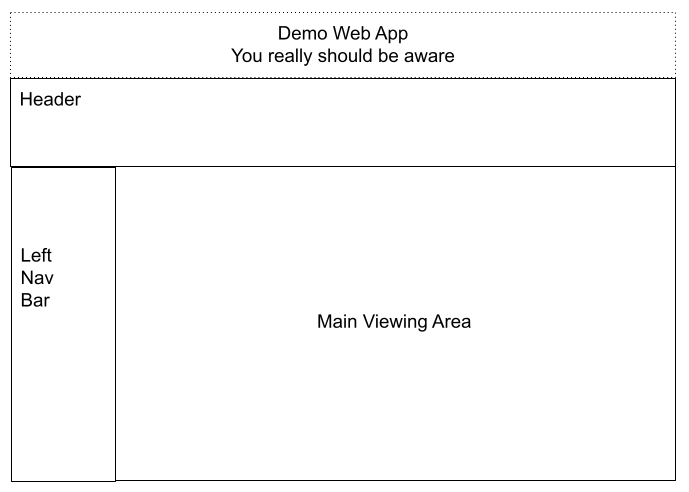 Demo Web App
You really should be aware
Header
Left
Nav
Bar
Main Viewing Area